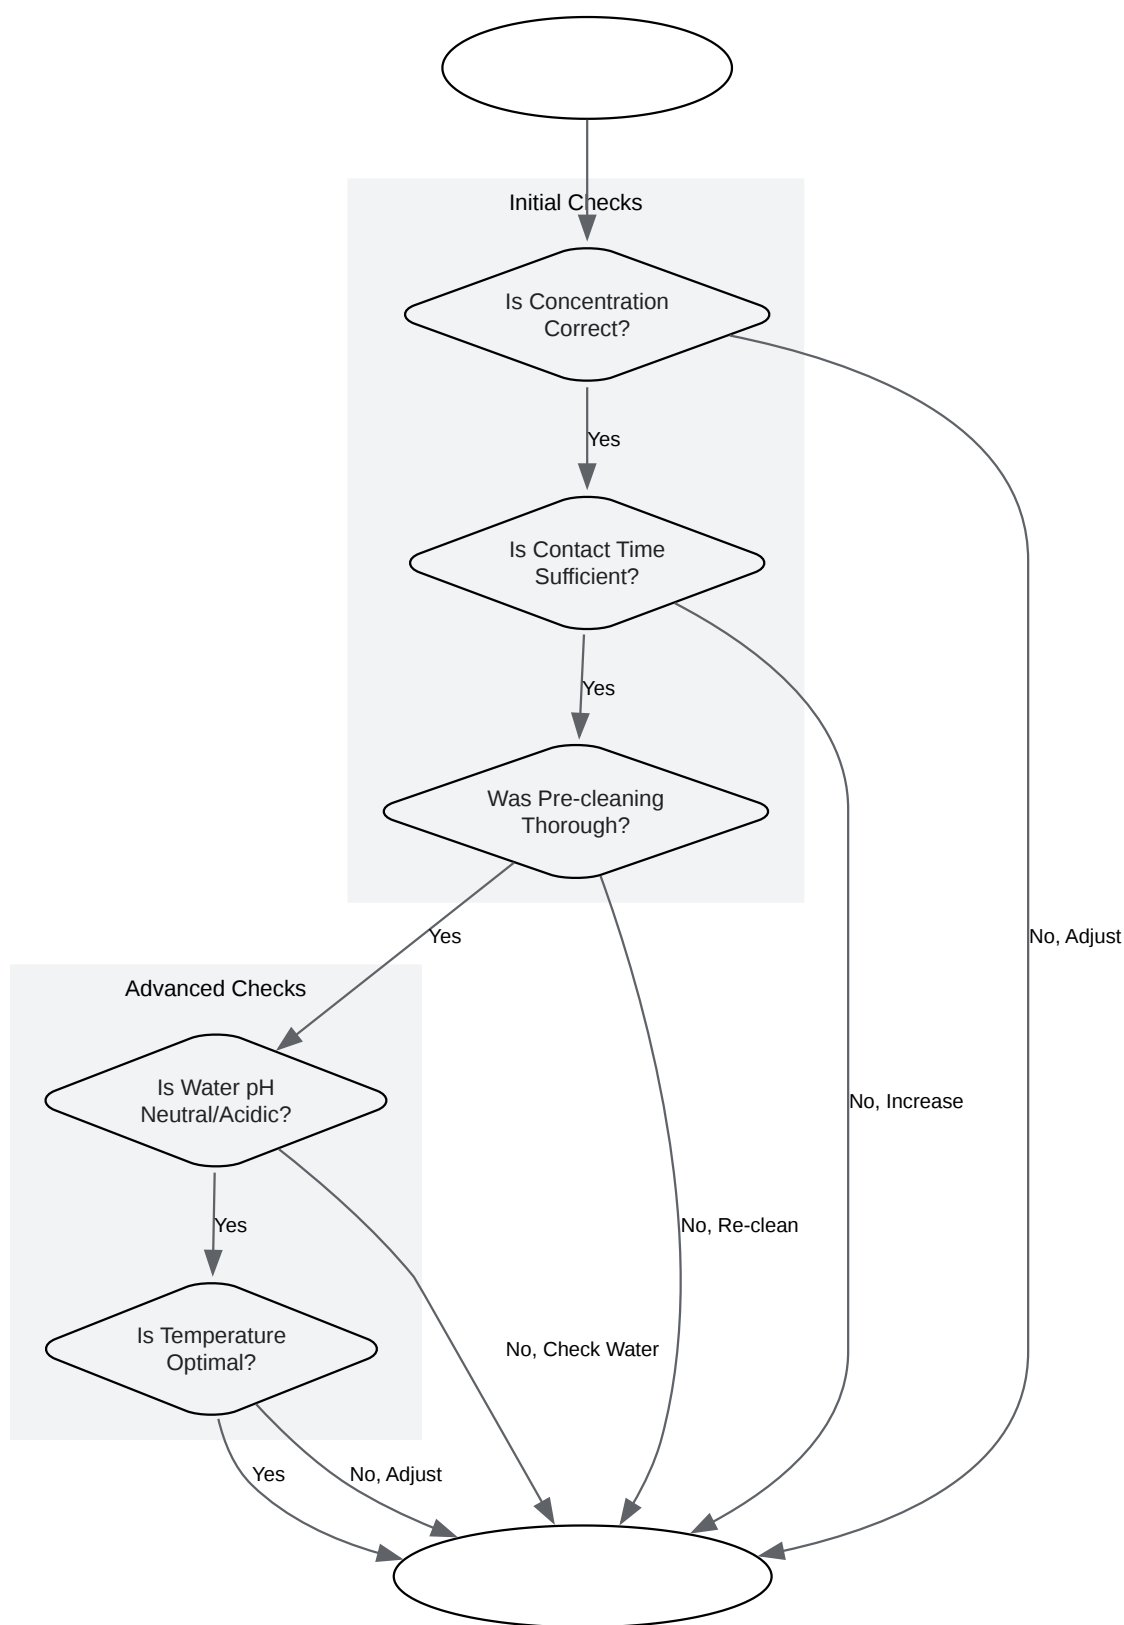 Initial Checks
Is Concentration
Correct?
Yes
Is Contact Time
Sufficient?
Yes
Was Pre-cleaning
Thorough?
Yes
No, Adjust
Advanced Checks
Is Water pH
Neutral/Acidic?
No, Increase
Yes
No, Re-clean
Is Temperature
Optimal?
No, Check Water
Yes
No, Adjust